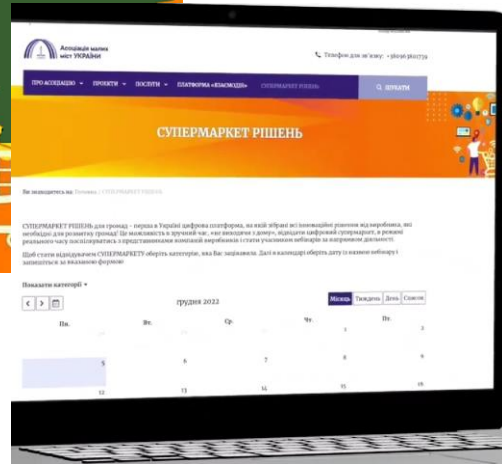 Асоціація малих
міст УКРАЇНИ
Телефон для зв'язку:
ПРО АСОЦІАЦІЮ
ПРОЄКТИ
ПОСЛУГИ
ПЛАТФОРМА «ВЗАЄМОДІЯ»
СУПЕРМАРКЕТ РІШЕНЬ
ШУКАТИ
СУПЕРМАРКЕТ РІШЕНЬ
Ви знаходитесь на: Головна / СУПЕРМАРКЕТ РІШЕНЬ
СУПЕРМАРКЕТ РІШЕНЬ для громад - перша в Україні цифрова платформа, на якій зібрані всі інноваційні рішення від виробника, які
необхідні для розвитку громад! Це можливість в зручний час, «не виходячи з дому», відвідати цифровий супермаркет, в режимі
реального часу поспілкуватись з представниками компаній виробників і стати учасником вебінарів за напрямком діяльності.
Щоб стати відвідувачем СУПЕРМАРКЕТУ оберіть категорію, яка Вас зацікавила. Далі в календарі оберіть дату із назвою вебінару і
запишіться за вказаною формою
Показати категорії
грудня 2022
Місяць Тиждень День Список
Пн. Вт. Ср. Чт. Пт.
1 2
5 6 7 8 9
12 13 14 15 16